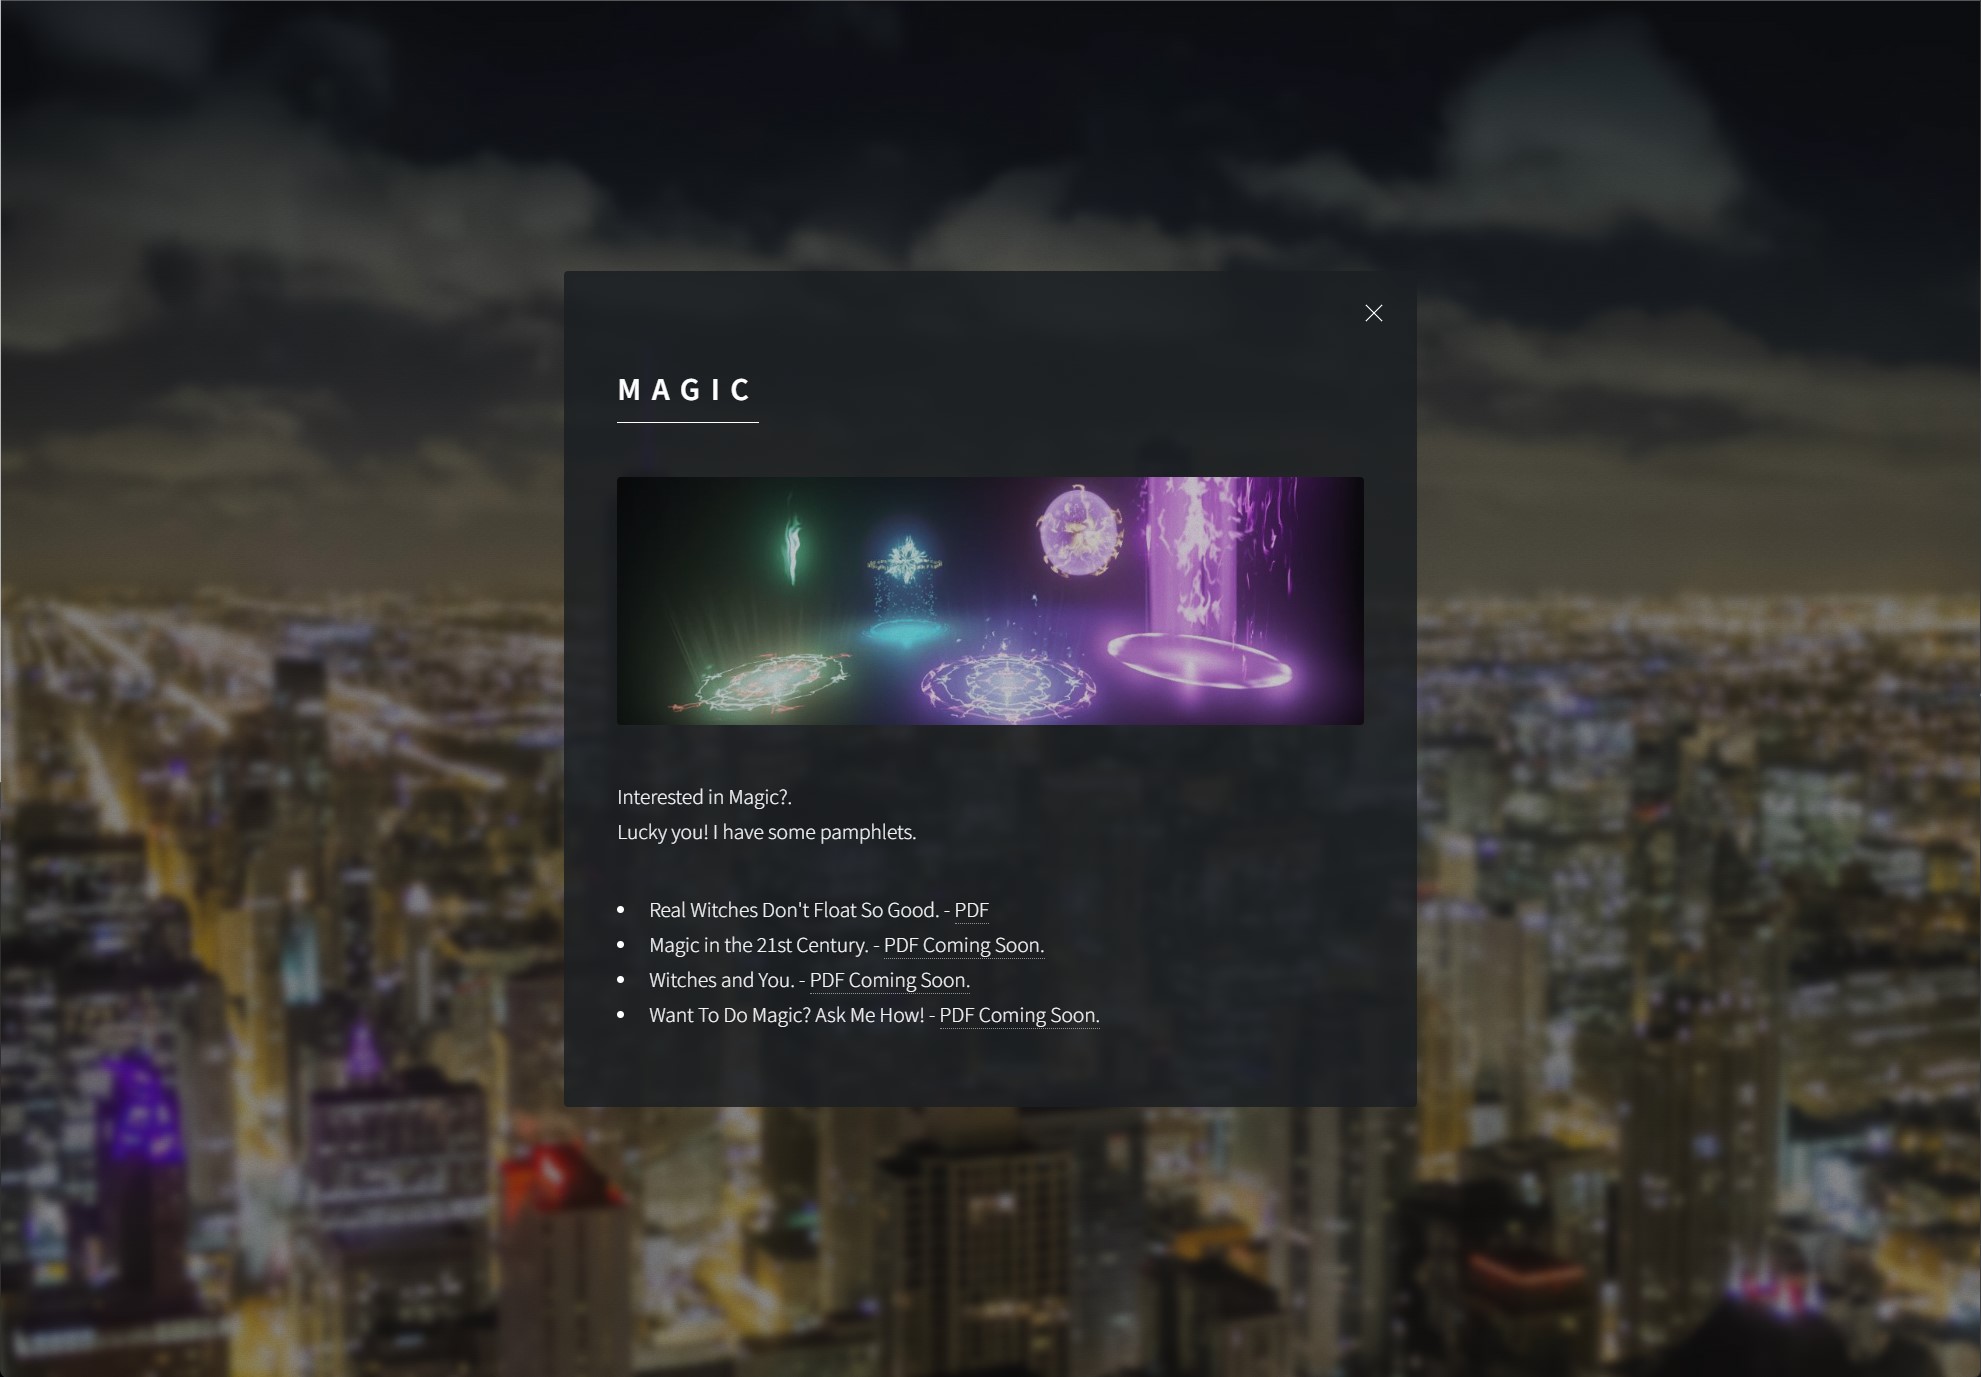 MAGIC
Interested in Magic?.
Lucky you! I have some pamphlets.
Real Witches Don't Float So Good. - PDF
Magic in the 21st Century. - PDF Coming Soon.
Witches and You. - PDF Coming Soon.
Want To Do Magic? Ask Me How! - PDF Coming Soon.